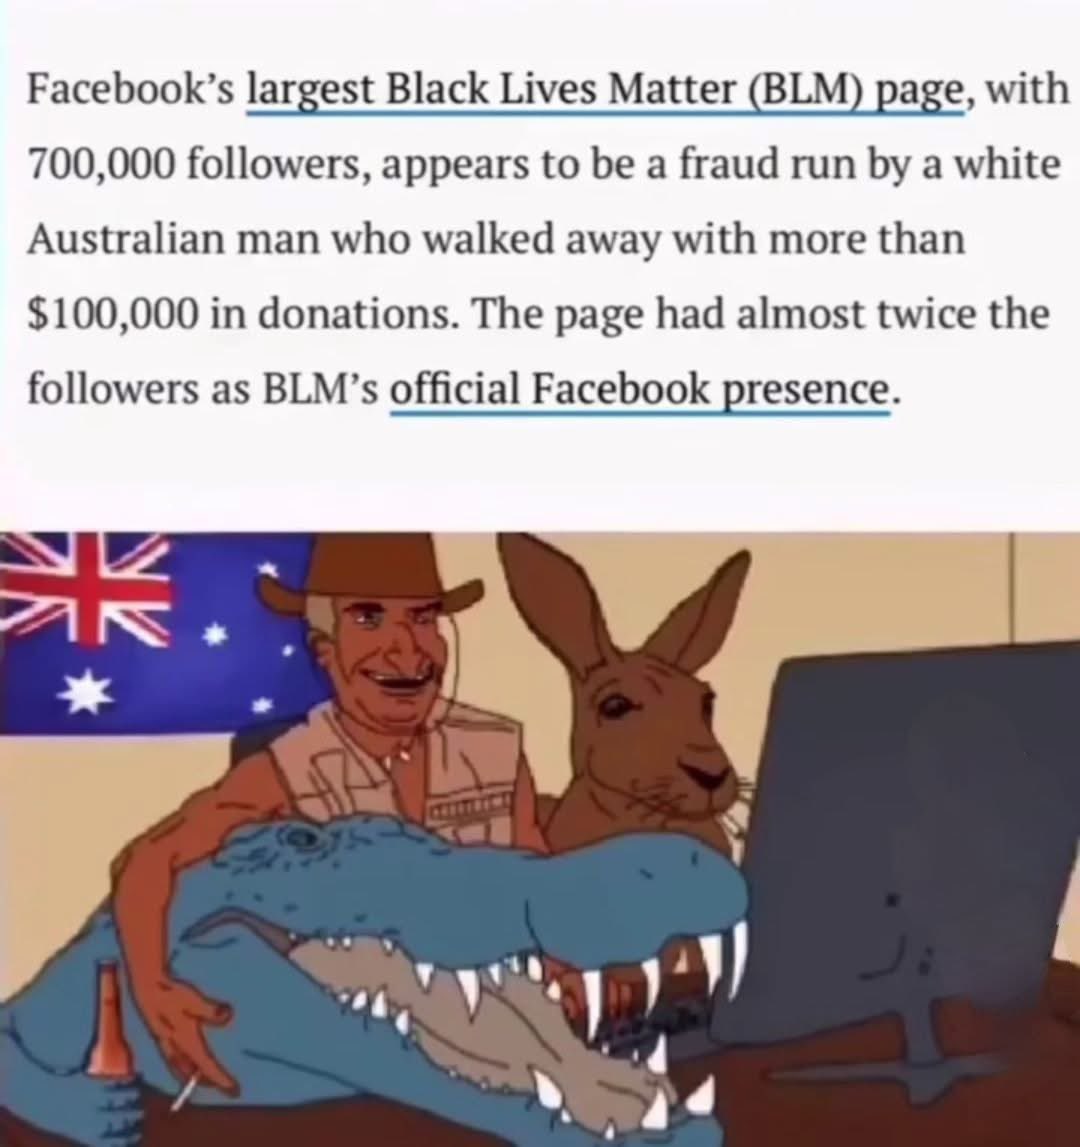 Facebook’s largest Black Lives Matter (BLM) page, with
700,000 followers, appears to be a fraud run by a white
Australian man who walked away with more than
$100,000 in donations. The page had almost twice the
followers as BLM’s official Facebook presence.